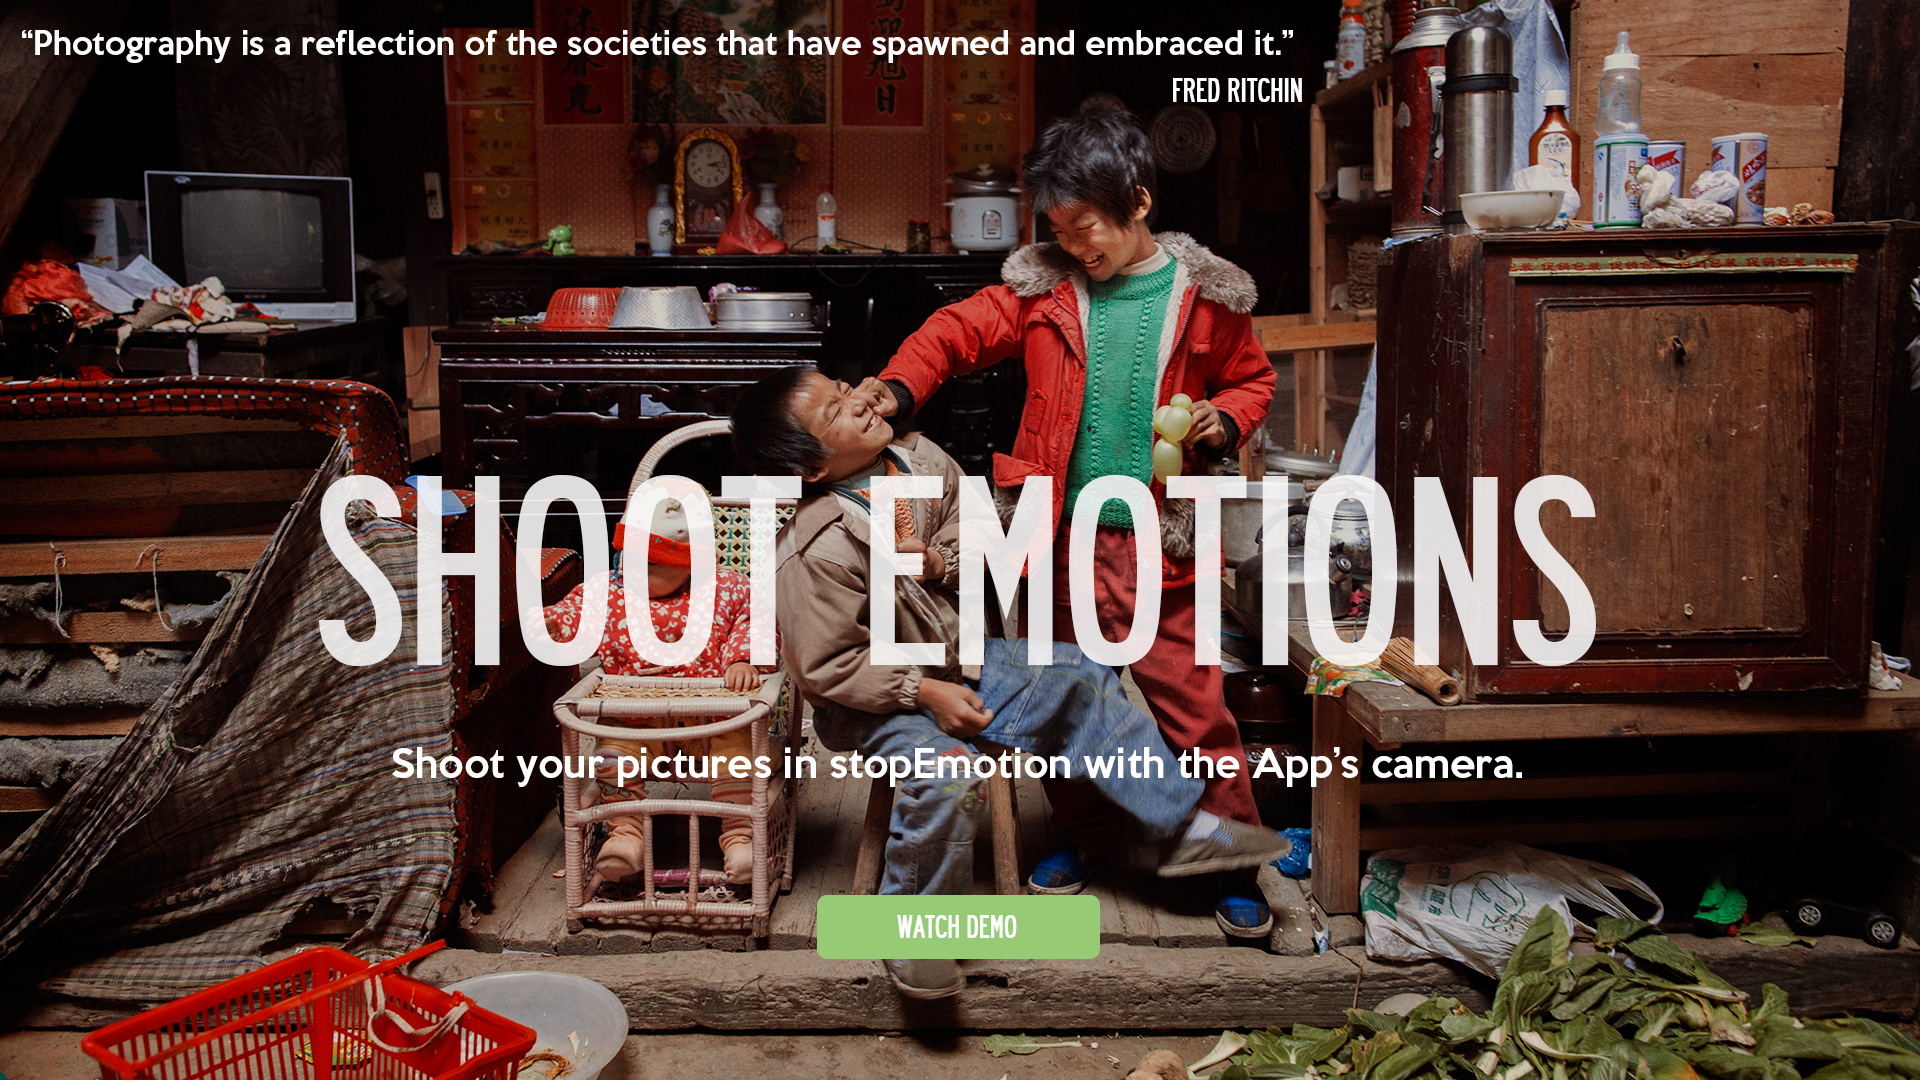 “Photography is a reflection of the societies that have spawned and embraced it.”
FRED RITCHIN
SHOOT EMOTIONS
Shoot your pictures in stopEmotion with the App’s camera.
WATCH DEMO